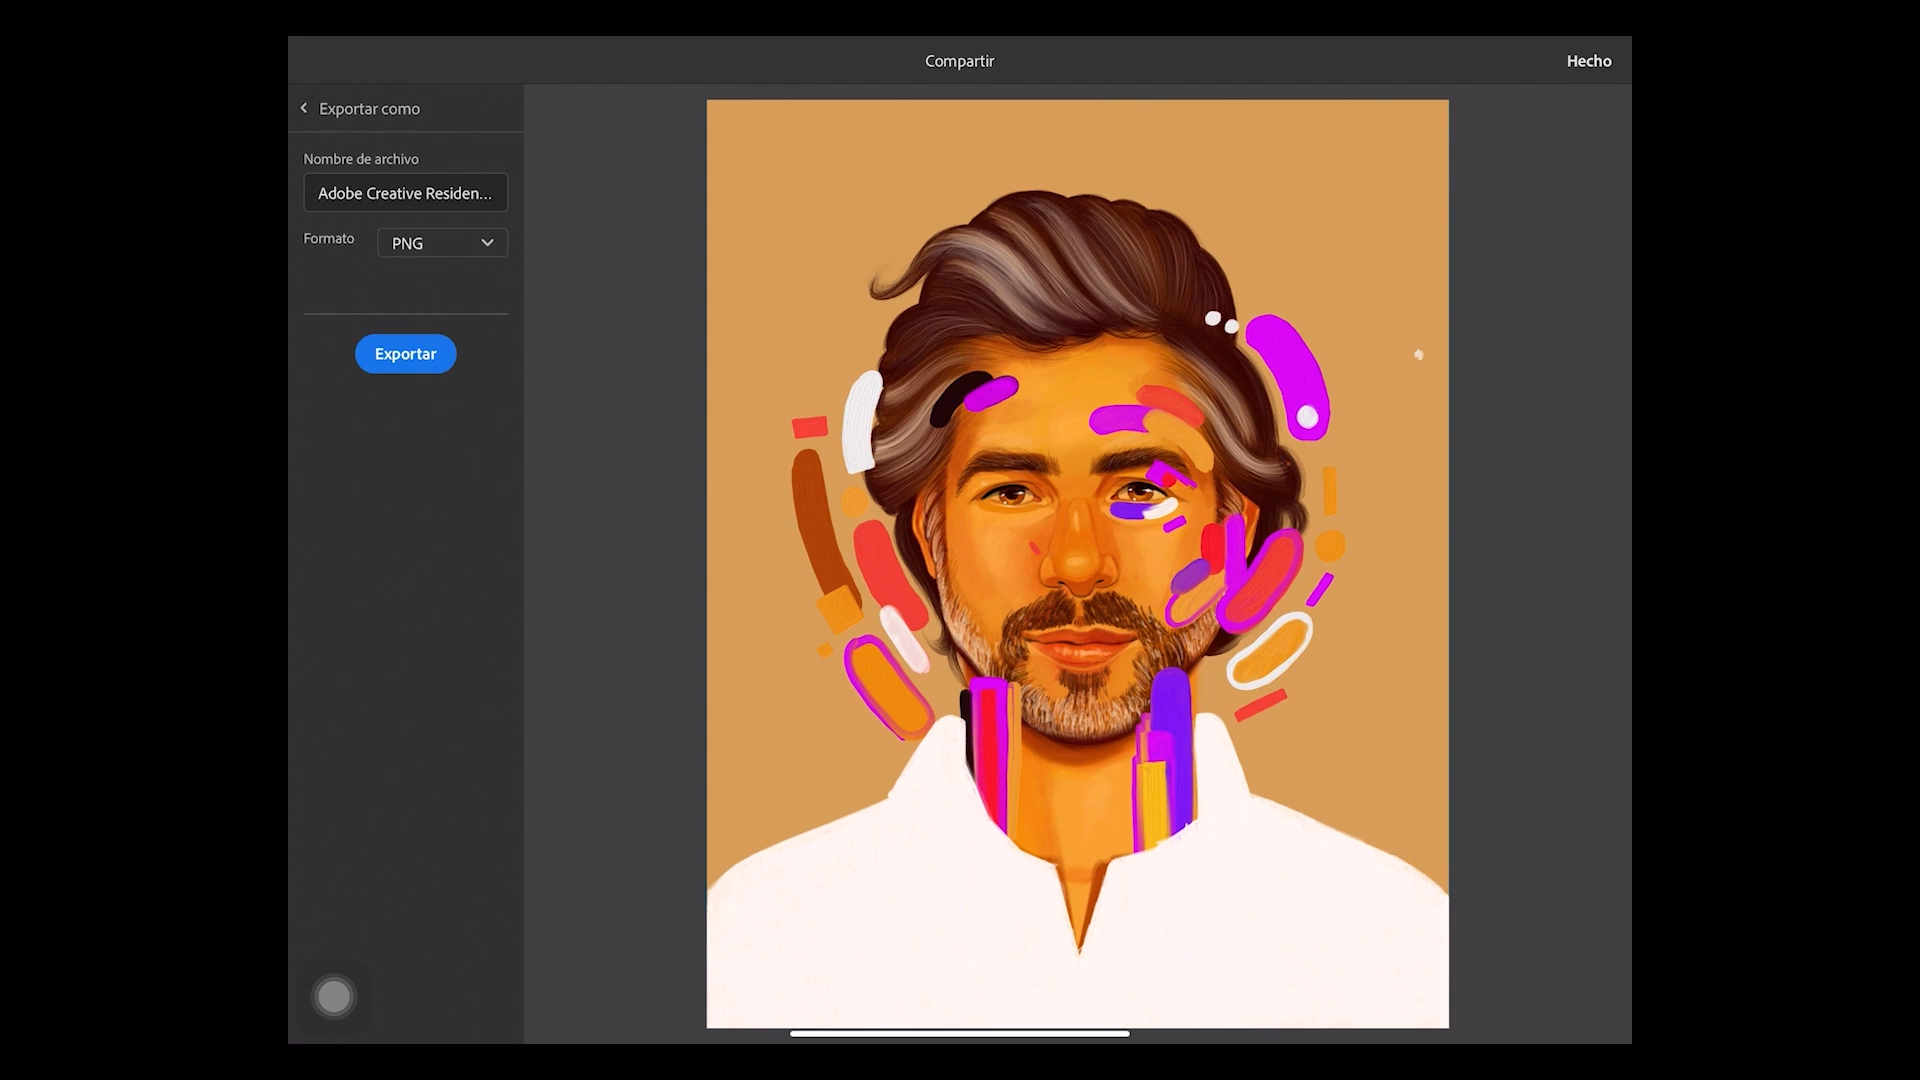 Compartir
Hecho
Exportar como
Nombre de archivo
Adobe Creative Residen...
Formato
PNG
Exportar